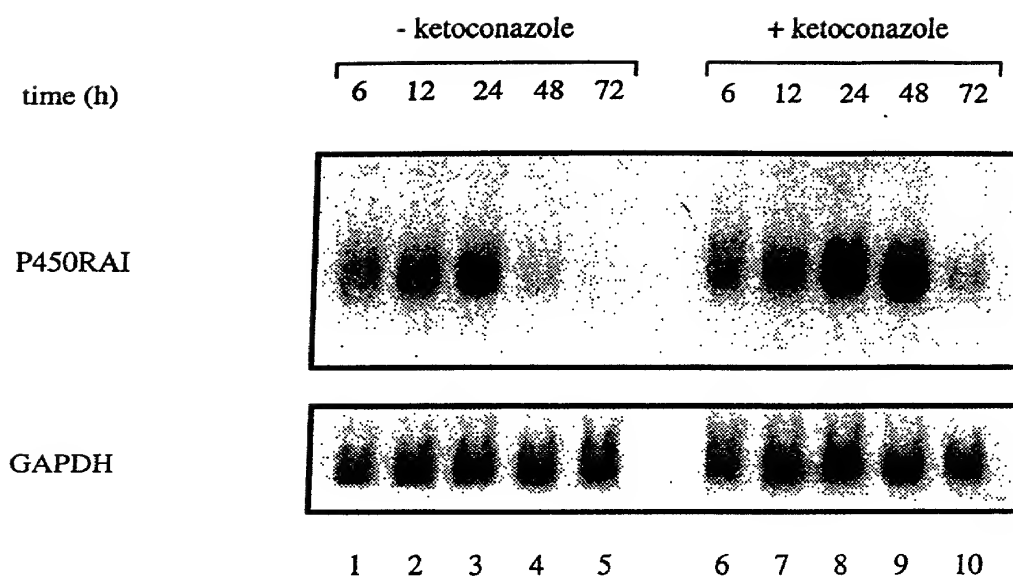 - ketoconazole + ketoconazole
time (h) 6 12 24 48 72 6 12 24 48 72
P450RAI
GAPDH
1 2 3 4 5 6 7 8 9 10